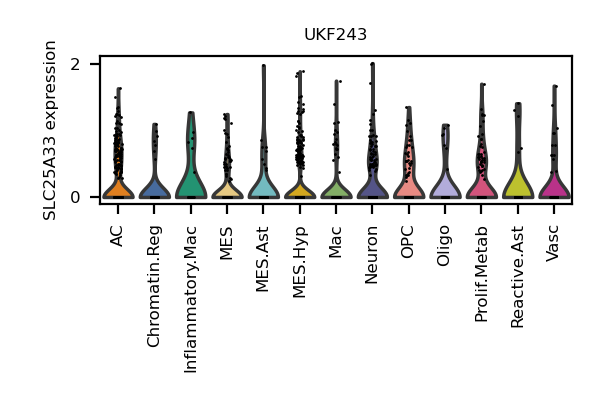 UKF243
SLC25A33 expression
2
0
AC
Chromatin.Reg
Inflammatory.Mac
MES
MES.Ast
MES.Hyp
Mac
Neuron
OPC
Oligo
Prolif.Metab
Reactive.Ast
Vasc